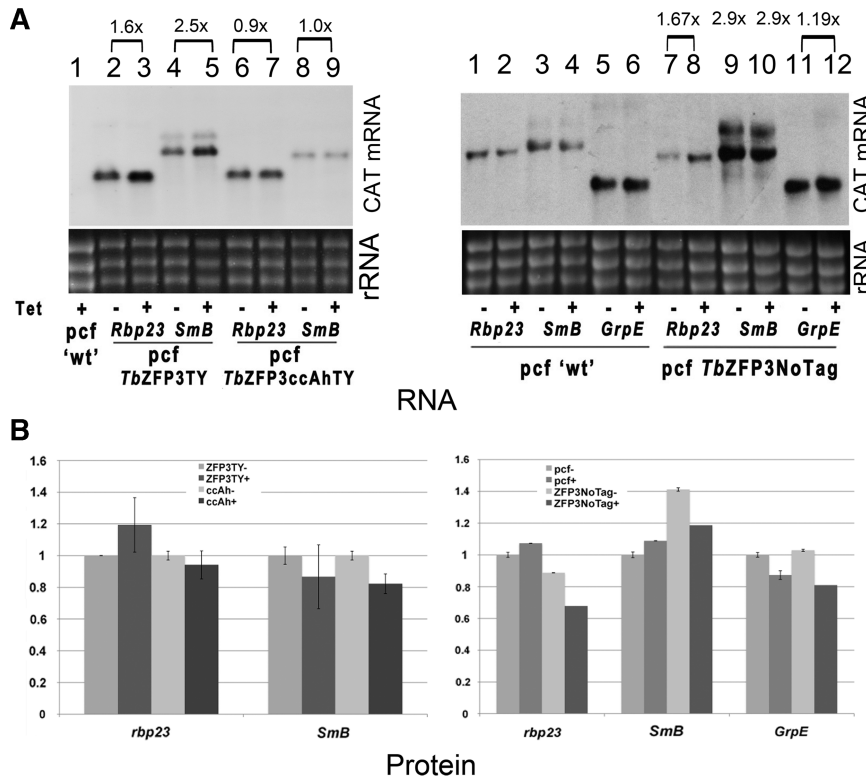 A
1.6x 2.5x 0.9x 1.0x
1 2 3 4 5 6 7 8 9
CAT mRNA
rRNA
Tet + - + - + - + - +
pcf 'wt' Rbp23 SmB Rbp23 SmB
pcf TbZFP3TY pcf TbZFP3ccAhTY
1.67x 2.9x 2.9x 1.19x
1 2 3 4 5 6 7 8 9 10 11 12
CAT mRNA
rRNA
- + - + - + - + - + - +
Rbp23 SmB GrpE Rbp23 SmB GrpE
pcf 'wt' pcf TbZFP3NoTag
RNA
B
1.6
1.4
1.2
1
0.8
0.6
0.4
0.2
0
ZFP3TY-
ZFP3TY+
ccAh-
ccAh+
rbp23 SmB
1.6
1.4
1.2
1
0.8
0.6
0.4
0.2
0
pcf-
pcf+
ZFP3NoTag-
ZFP3NoTag+
rbp23 SmB GrpE
Protein